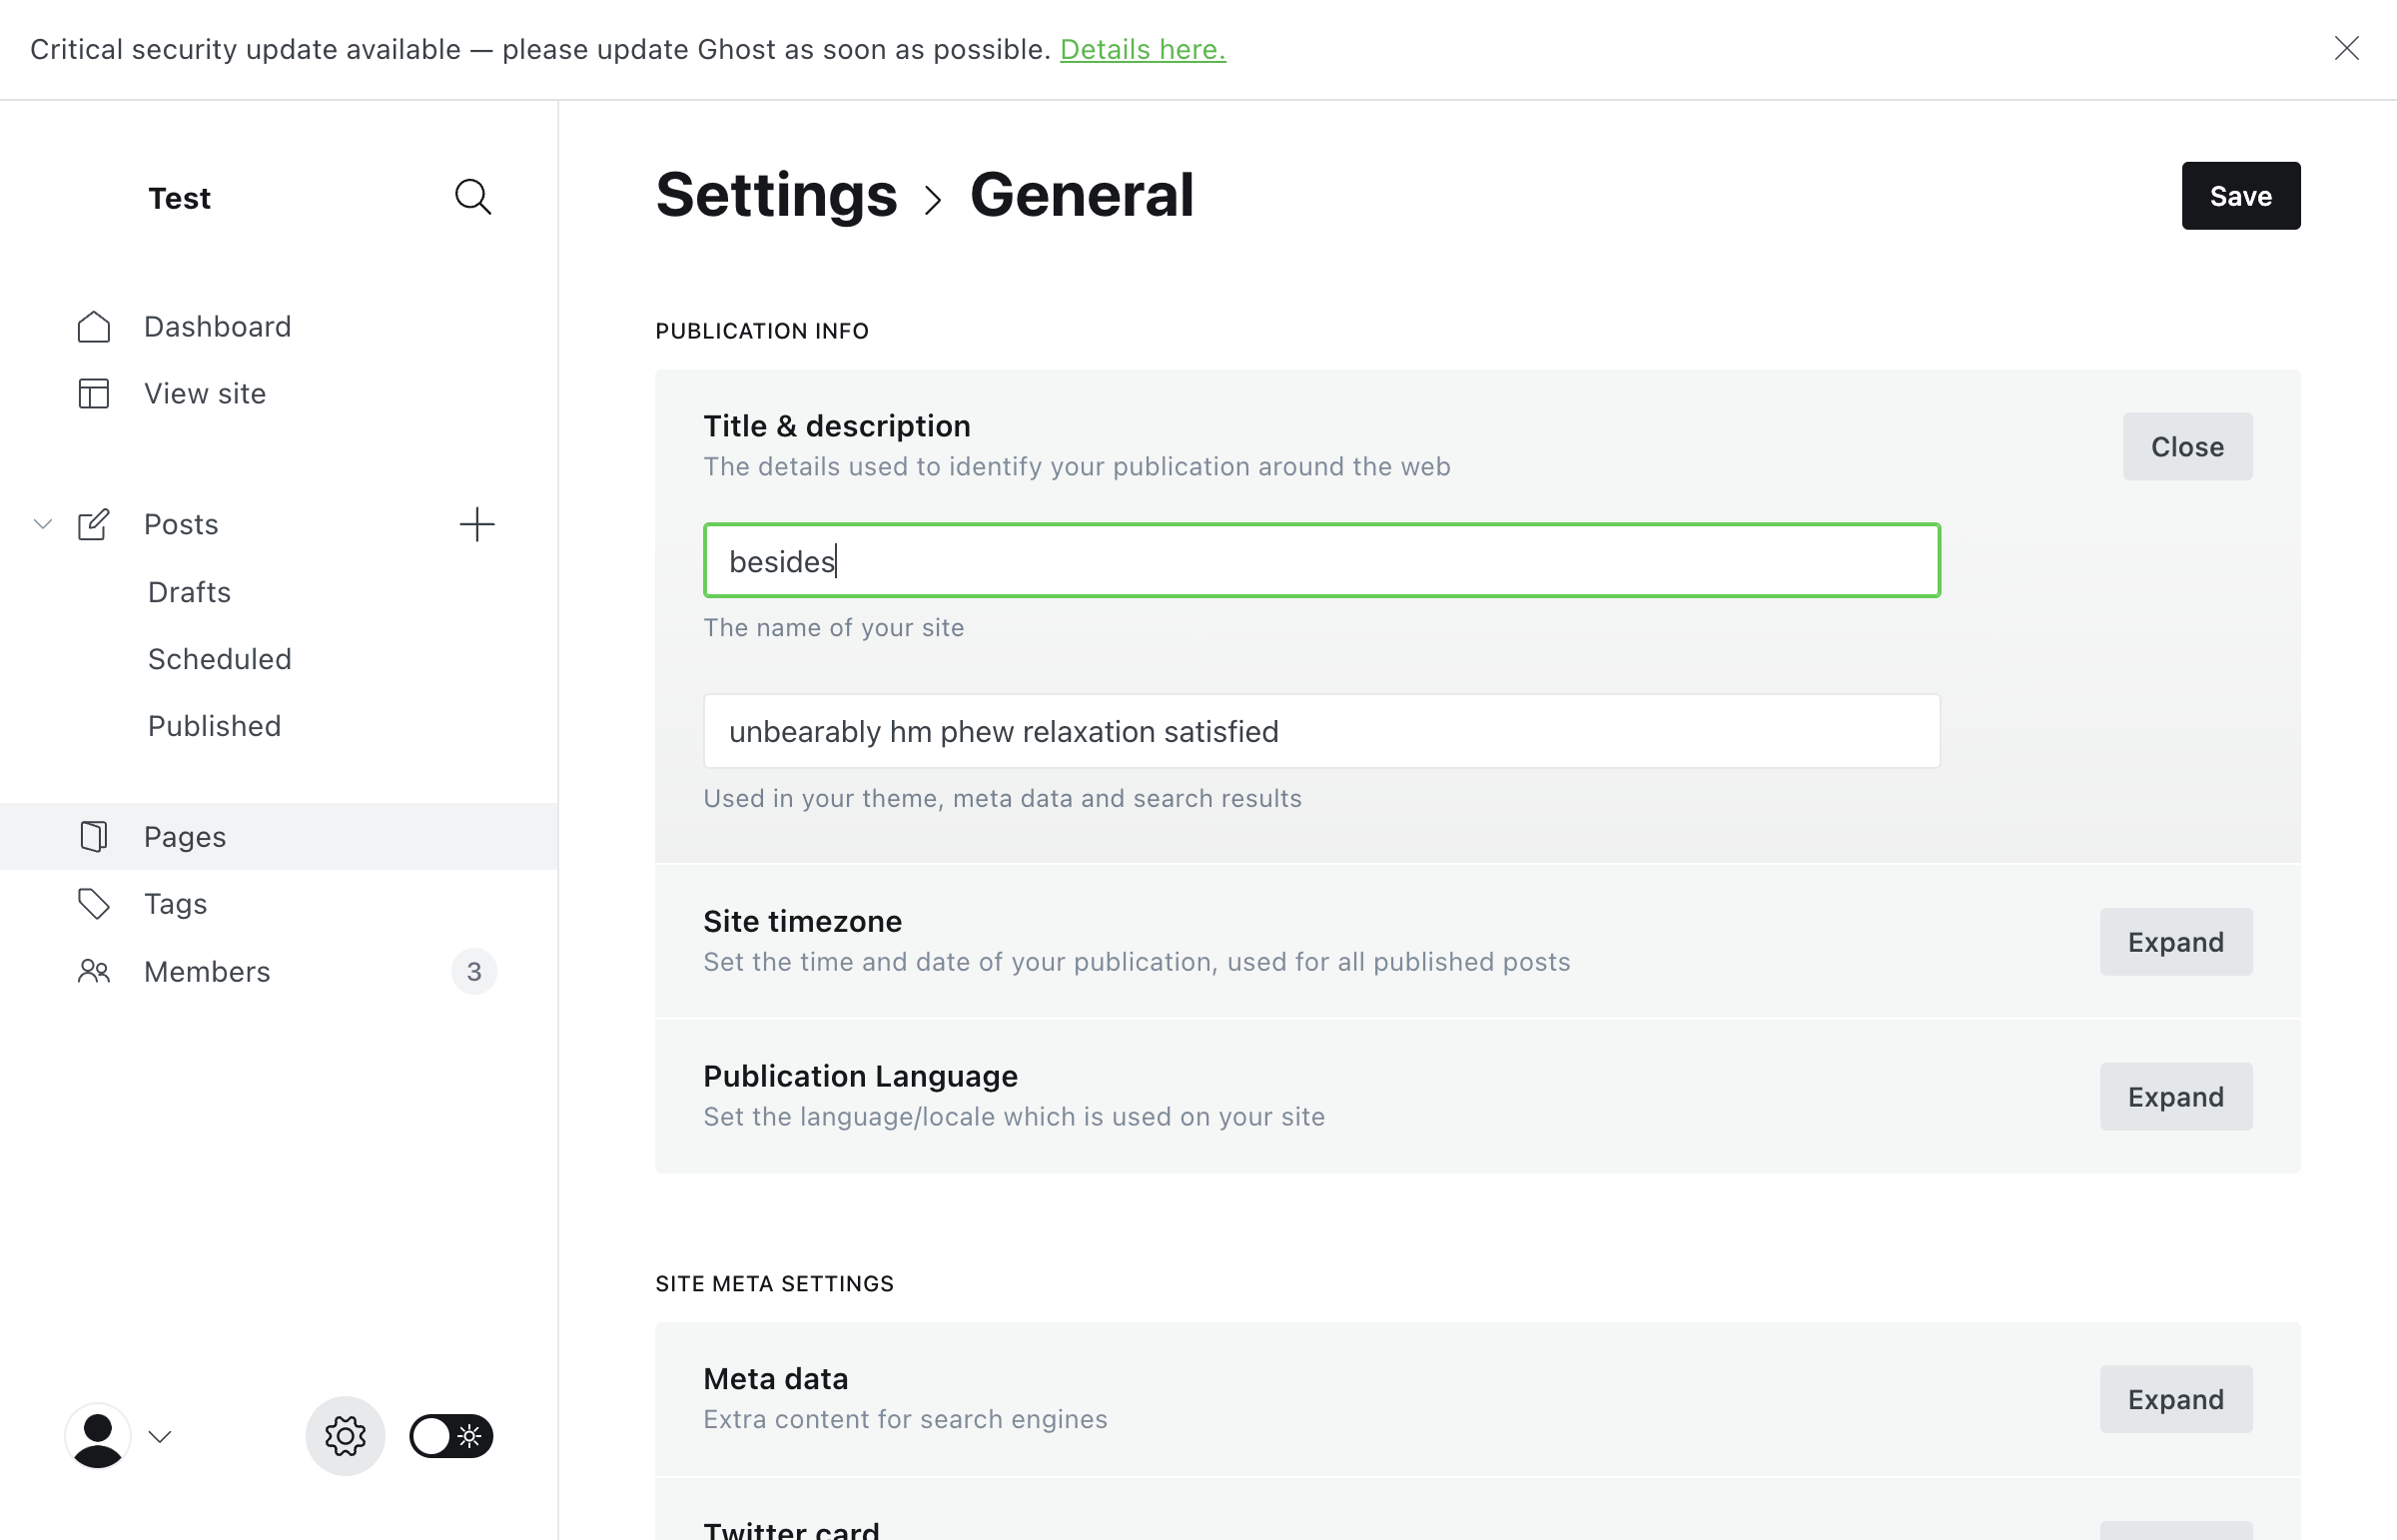 Critical security update available — please update Ghost as soon as possible. Details here.
Test
Dashboard
View site
Posts
Drafts
Scheduled
Published
Pages
Tags
Members 3
Settings > General
Save
PUBLICATION INFO
Title & description
The details used to identify your publication around the web
Close
besides
The name of your site
unbearably hm phew relaxation satisfied
Used in your theme, meta data and search results
Site timezone
Set the time and date of your publication, used for all published posts
Expand
Publication Language
Set the language/locale which is used on your site
Expand
SITE META SETTINGS
Meta data
Extra content for search engines
Expand
Twitter card